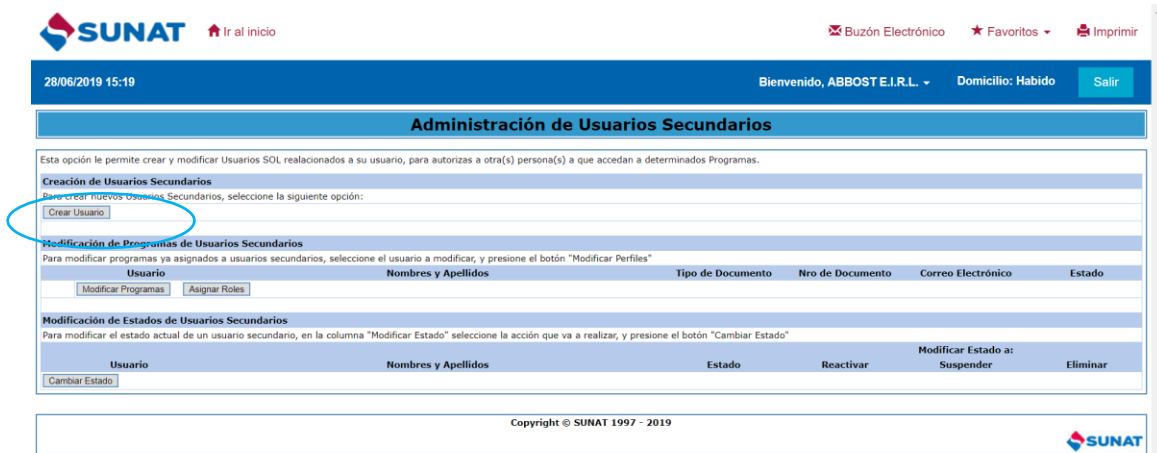 SUNAT Ir al inicio Buzón Electrónico Favoritos Imprimir
28/06/2019 15:19 Bienvenido, ABBOST E.I.R.L. Domicilio: Habido Salir
Administración de Usuarios Secundarios
Esta opción le permite crear y modificar Usuarios SOL realacionados a su usuario, para autorizas a otra(s) persona(s) a que accedan a determinados Programas.
Creación de Usuarios Secundarios
Para crear nuevos Usuarios Secundarios, seleccione la siguiente opción:
Crear Usuario
Modificación de Programas de Usuarios Secundarios
Para modificar programas ya asignados a usuarios secundarios, seleccione el usuario a modificar, y presione el botón "Modificar Perfiles"
Usuario Nombres y Apellidos Tipo de Documento Nro de Documento Correo Electrónico Estado
Modificar Programas Asignar Roles
Modificación de Estados de Usuarios Secundarios
Para modificar el estado actual de un usuario secundario, en la columna "Modificar Estado" seleccione la acción que va a realizar, y presione el botón "Cambiar Estado"
Modificar Estado a:
Usuario Nombres y Apellidos Estado Reactivar Suspender Eliminar
Cambiar Estado
Copyright © SUNAT 1997 - 2019
SUNAT